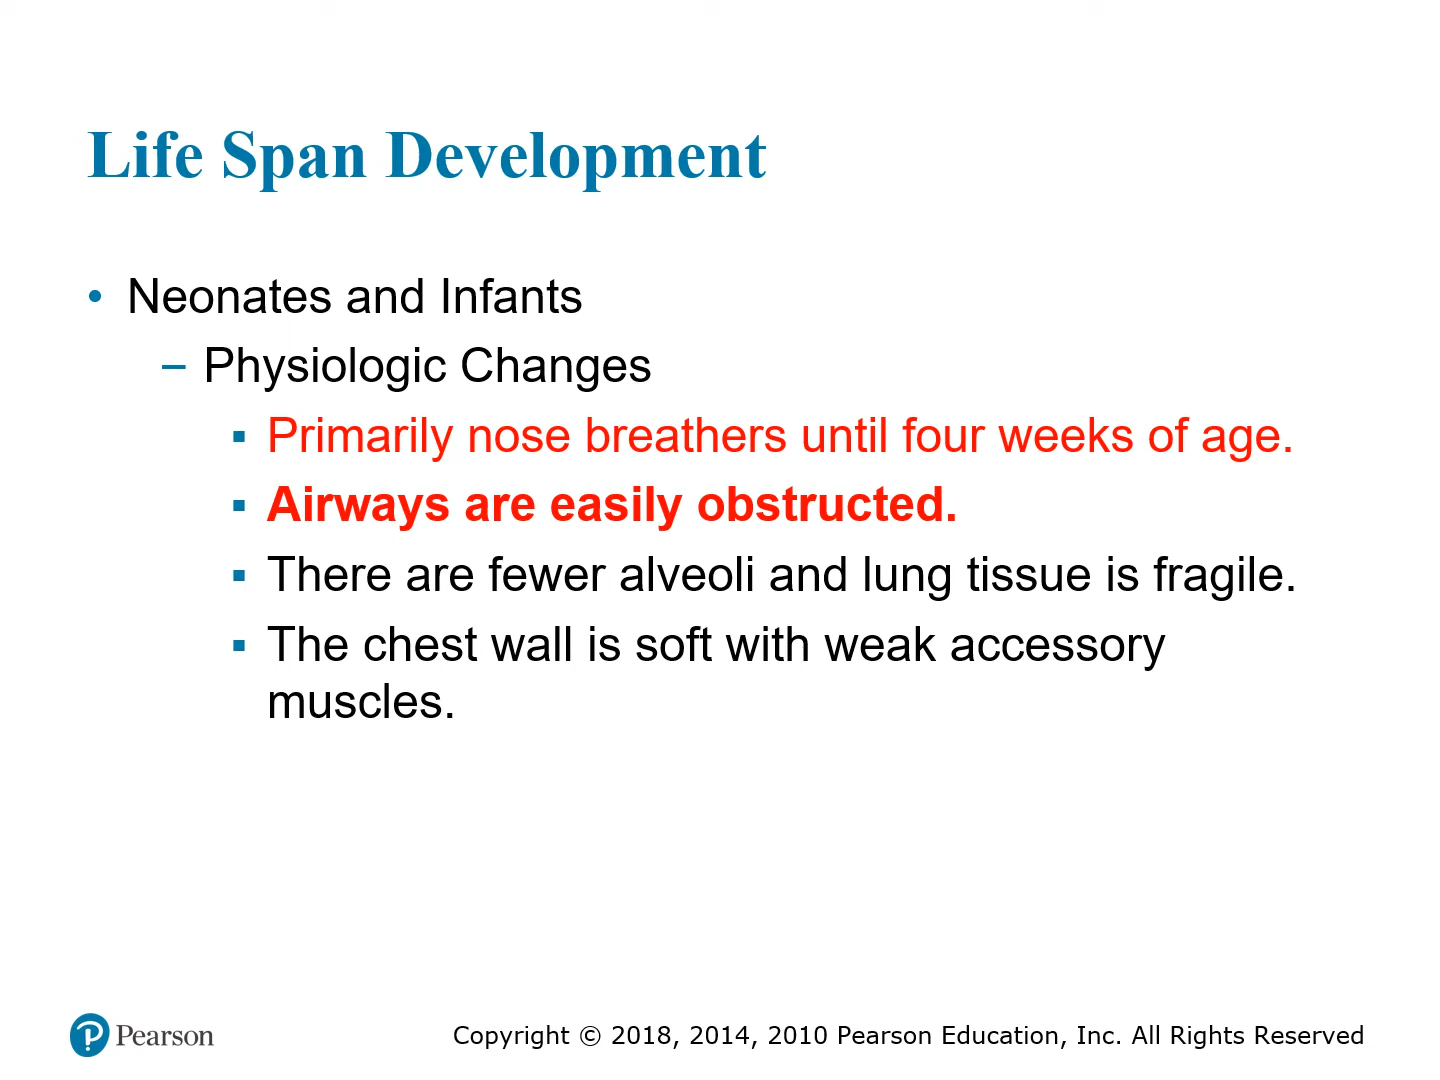 Life Span Development
• Neonates and Infants
– Physiologic Changes
▪ Primarily nose breathers until four weeks of age.
▪ Airways are easily obstructed.
▪ There are fewer alveoli and lung tissue is fragile.
▪ The chest wall is soft with weak accessory
muscles.
Pearson
Copyright © 2018, 2014, 2010 Pearson Education, Inc. All Rights Reserved